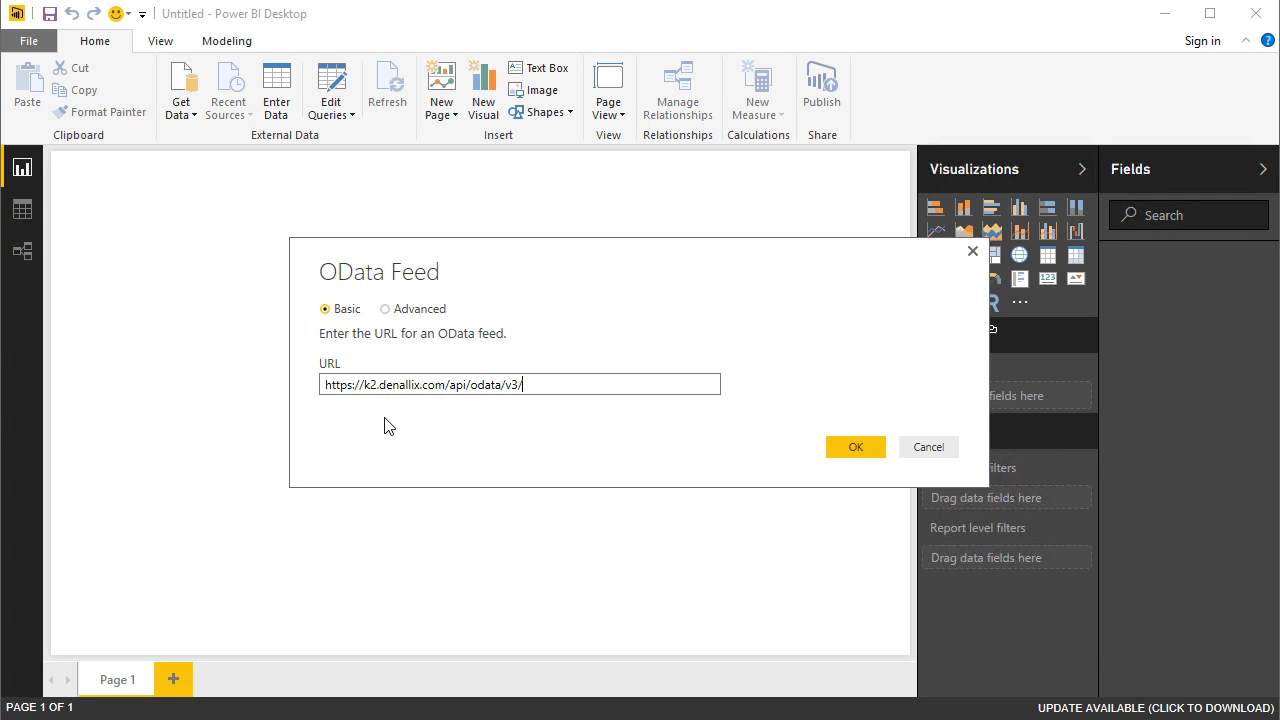 Untitled - Power BI Desktop
File Home View Modeling Sign in
Paste Cut Copy Format Painter
Clipboard
Get Data Recent Sources Enter Data Edit Queries Refresh
External Data
New Page New Visual Text Box Image Shapes
Insert
Page View
View
Manage Relationships
Relationships
New Measure
Calculations
Publish
Share
Visualizations
Fields
Search
OData Feed
Basic Advanced
Enter the URL for an OData feed.
URL
https://k2.denallix.com/api/odata/v3/
OK Cancel
123
R
fields here
filters
Drag data fields here
Report level filters
Drag data fields here
Page 1
PAGE 1 OF 1
UPDATE AVAILABLE (CLICK TO DOWNLOAD)